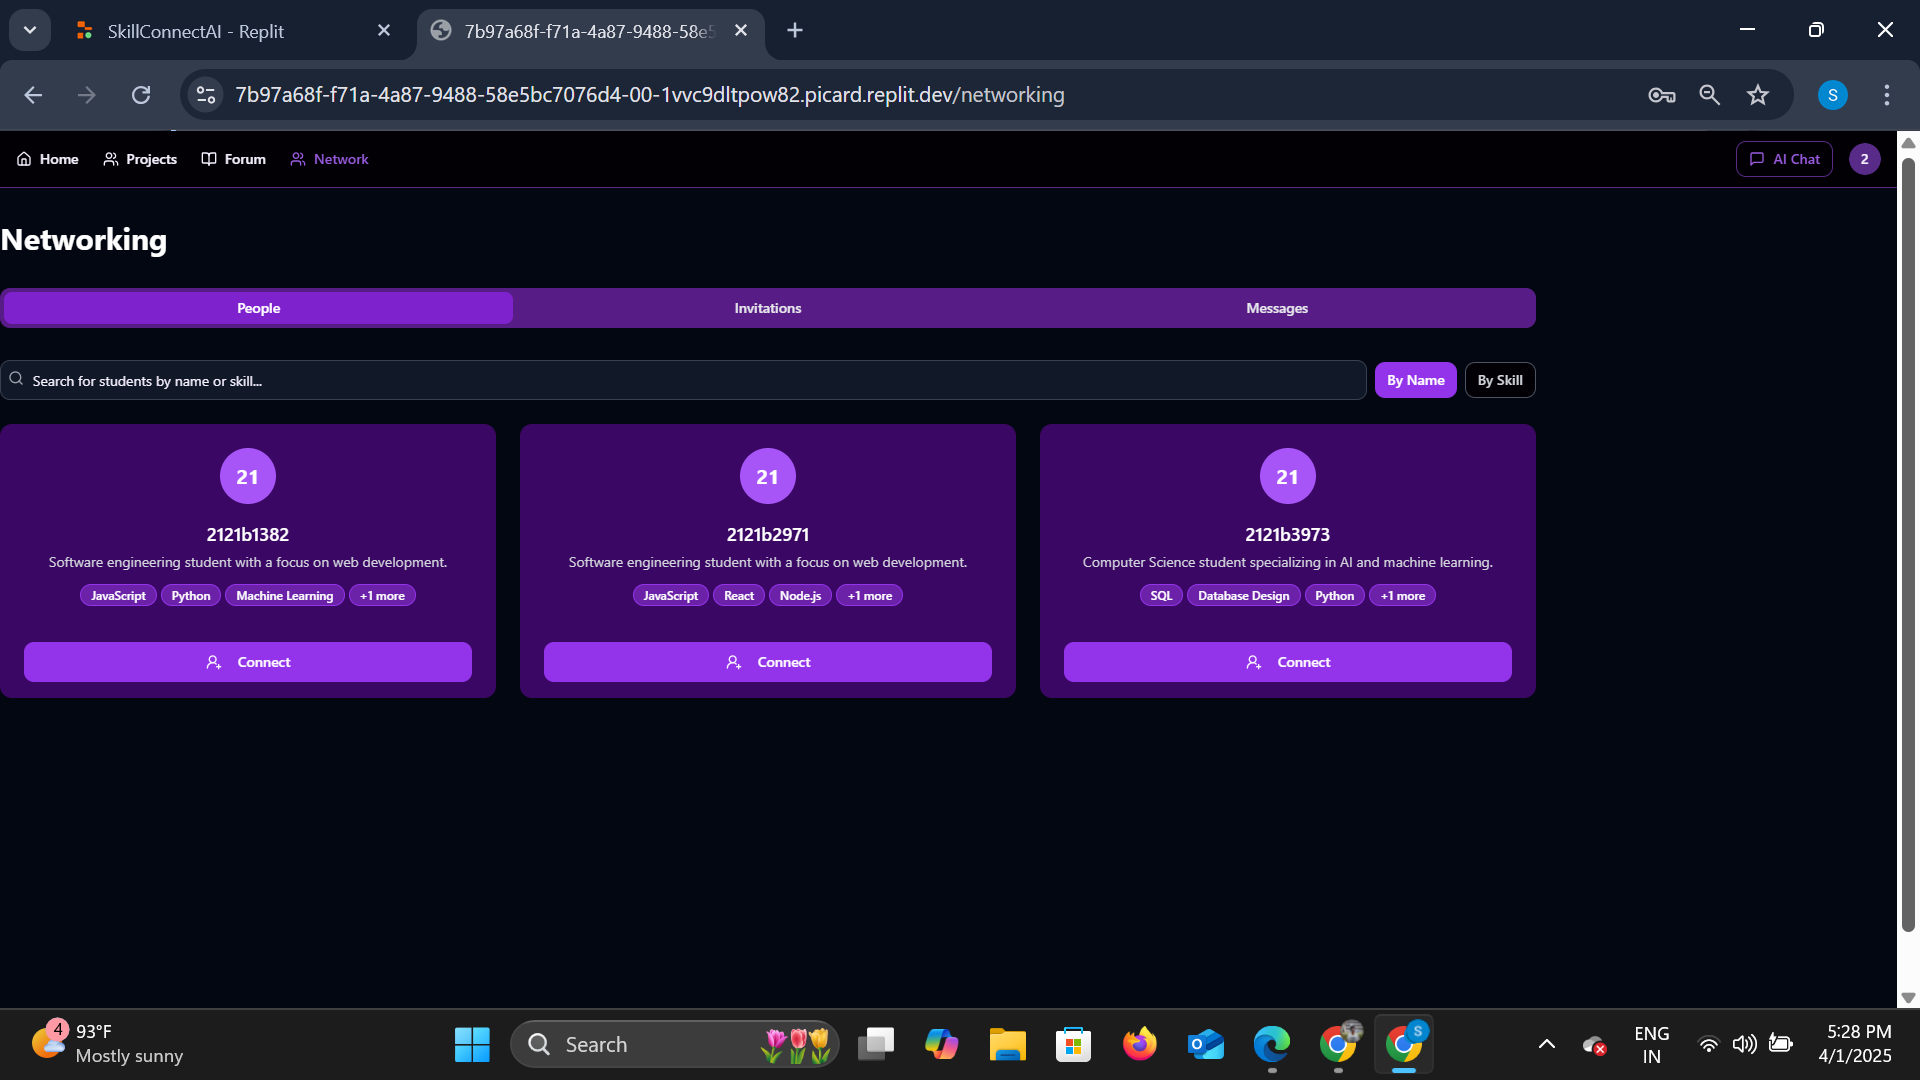 SkillConnectAI - Replit
7b97a68f-f71a-4a87-9488-58e5
7b97a68f-f71a-4a87-9488-58e5bc7076d4-00-1vvc9dltpow82.picard.replit.dev/networking
S
Home Projects Forum Network AI Chat 2
Networking
People Invitations Messages
Search for students by name or skill... By Name By Skill
21 21 21
2121b1382 2121b2971 2121b3973
Software engineering student with a focus on web development. Software engineering student with a focus on web development. Computer Science student specializing in AI and machine learning.
JavaScript Python Machine Learning +1 more JavaScript React Node.js +1 more SQL Database Design Python +1 more
Connect Connect Connect
4 93°F
Mostly sunny
Search
S
ENG
IN
5:28 PM
4/1/2025